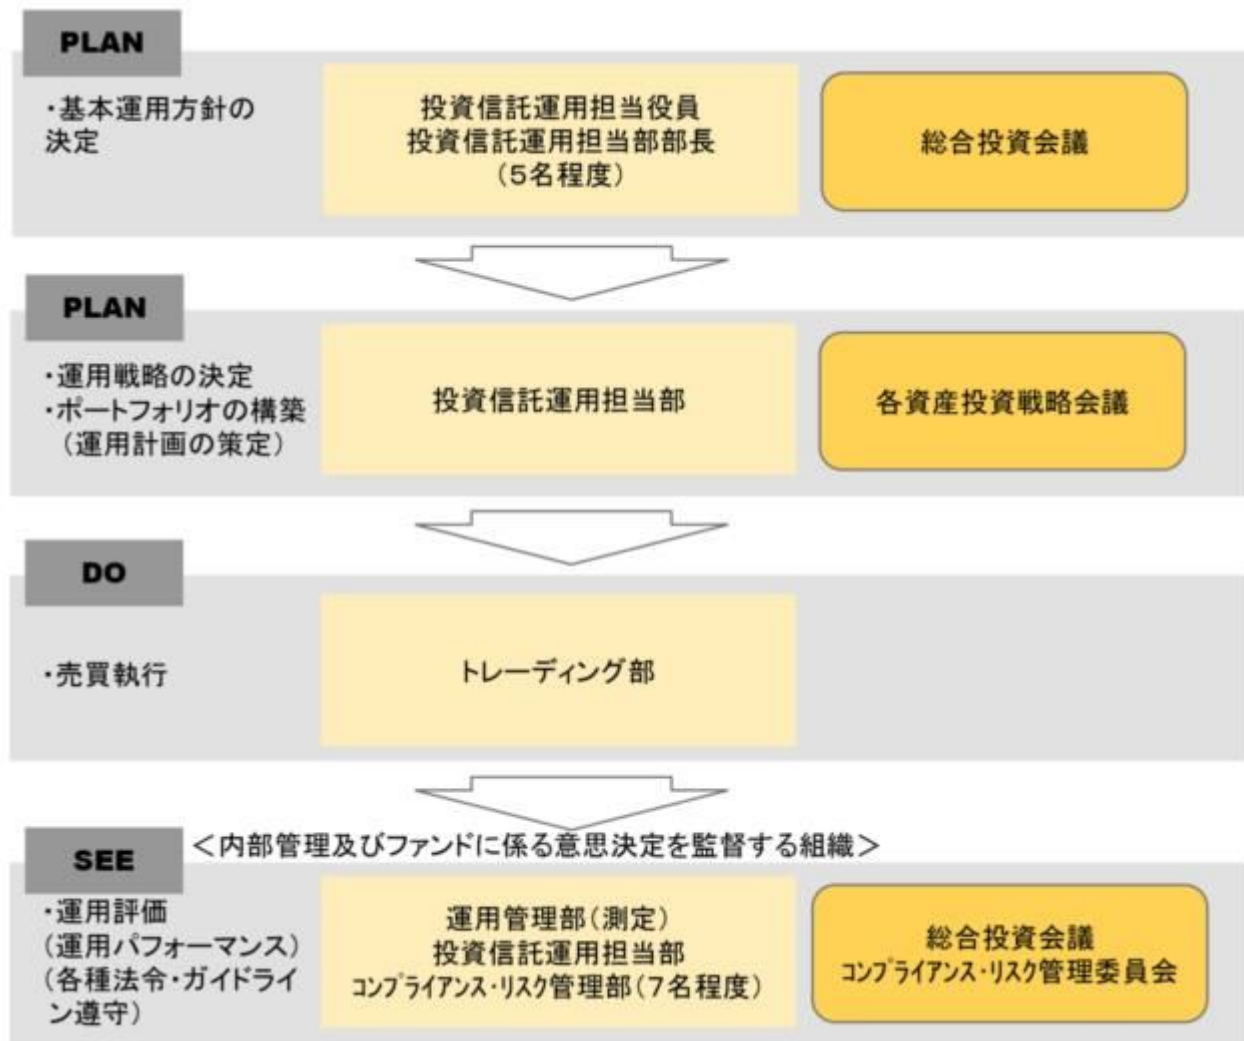 PLAN
・基本運用方針の
決定
投資信託運用担当役員
投資信託運用担当部部長
(5名程度)
総合投資会議
PLAN
・運用戦略の決定
・ポートフォリオの構築
(運用計画の策定)
投資信託運用担当部
各資産投資戦略会議
DO
・売買執行
トレーディング部
SEE
＜内部管理及びファンドに係る意思決定を監督する組織＞
・運用評価
(運用パフォーマンス)
(各種法令・ガイドライ
ン遵守)
運用管理部(測定)
投資信託運用担当部
ｺﾝﾌﾟﾗｲｱﾝｽ・ﾘｽｸ管理部(7名程度)
総合投資会議
ｺﾝﾌﾟﾗｲｱﾝｽ・ﾘｽｸ管理委員会